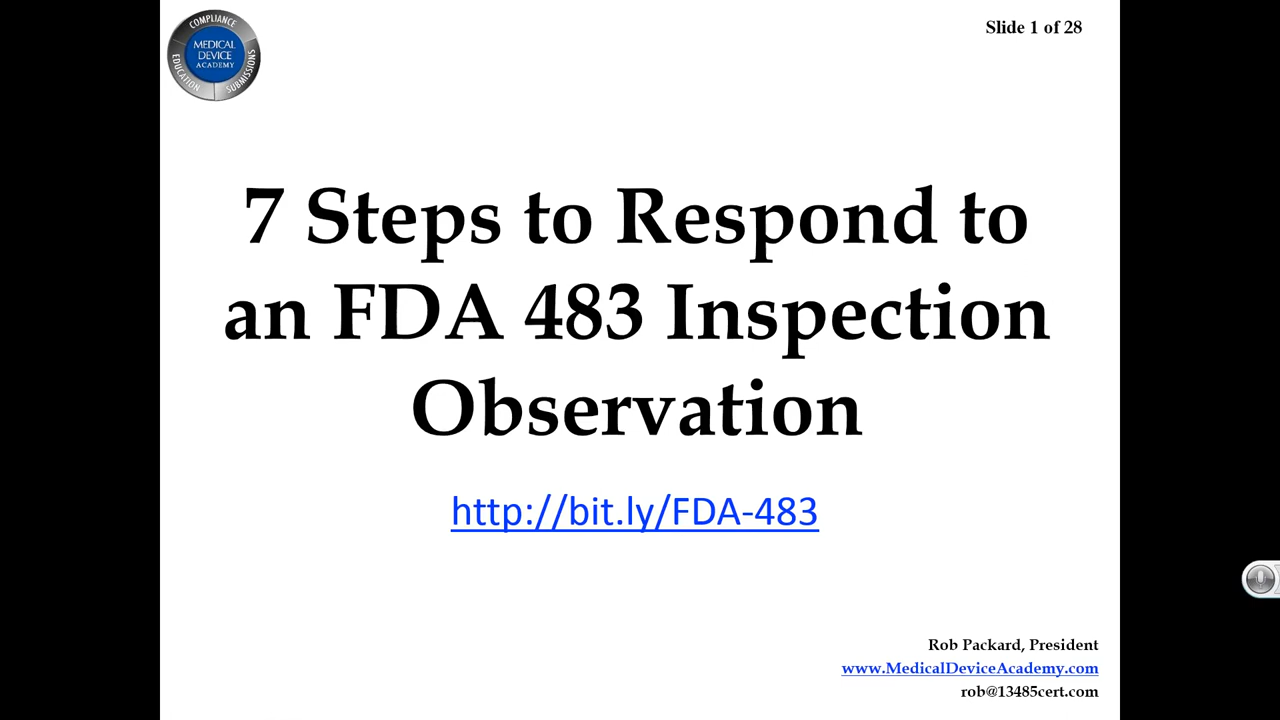 COMPLIANCE
MEDICAL
DEVICE
ACADEMY
EDUCATION
SUBMISSIONS
Slide 1 of 28
7 Steps to Respond to
an FDA 483 Inspection
Observation
http://bit.ly/FDA-483
Rob Packard, President
www.MedicalDeviceAcademy.com
rob@13485cert.com